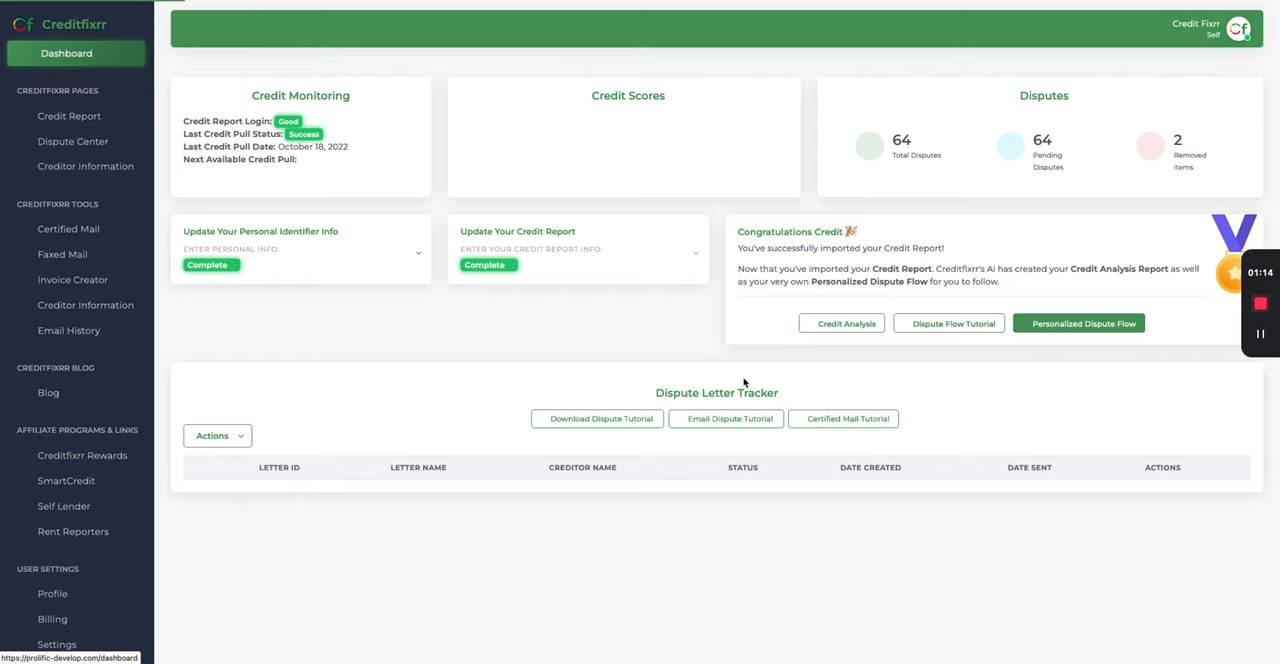 Cf Creditfixrr
Dashboard
CREDITFIXRR PAGES
Credit Report
Dispute Center
Creditor Information
CREDITFIXRR TOOLS
Certified Mail
Faxed Mail
Invoice Creator
Creditor Information
Email History
CREDITFIXRR BLOG
Blog
AFFILIATE PROGRAMS & LINKS
Creditfixrr Rewards
SmartCredit
Self Lender
Rent Reporters
USER SETTINGS
Profile
Billing
Settings
https://prolific-develop.com/dashboard
Credit Fixrr
Self
Cf
Credit Monitoring
Credit Report Login: Good
Last Credit Pull Status: Success
Last Credit Pull Date: October 18, 2022
Next Available Credit Pull:
Credit Scores
Disputes
64
Total Disputes
64
Pending
Disputes
2
Removed
Items
Update Your Personal Identifier Info
ENTER PERSONAL INFO:
Complete
Update Your Credit Report
ENTER YOUR CREDIT REPORT INFO:
Complete
Congratulations Credit 🎉
You've successfully imported your Credit Report!
Now that you've imported your Credit Report. Creditfixrr's Ai has created your Credit Analysis Report as well
as your very own Personalized Dispute Flow for you to follow.
Credit Analysis
Dispute Flow Tutorial
Personalized Dispute Flow
01:14
Dispute Letter Tracker
Download Dispute Tutorial
Email Dispute Tutorial
Certified Mail Tutorial
Actions
LETTER ID LETTER NAME CREDITOR NAME STATUS DATE CREATED DATE SENT ACTIONS